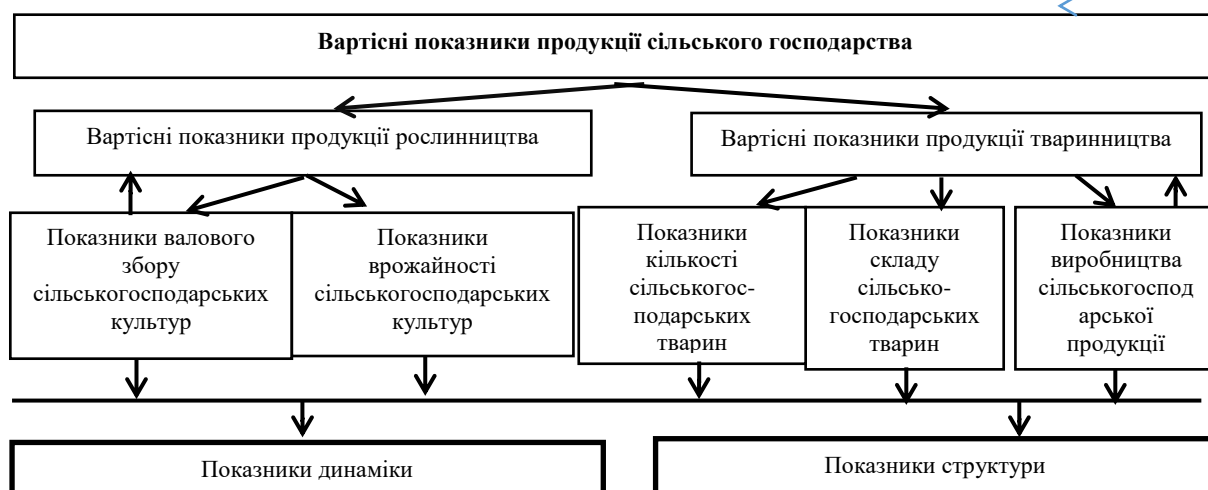 Вартісні показники продукції сільського господарства
Вартісні показники продукції рослинництва
Вартісні показники продукції тваринництва
Показники валового
збору
сільськогосподарських
культур
Показники
врожайності
сільськогосподарських
культур
Показники
кількості
сільськогос-
подарських
тварин
Показники
складу
сільсько-
господарських
тварин
Показники
виробництва
сільськогоспод
арської
продукції
Показники динаміки
Показники структури